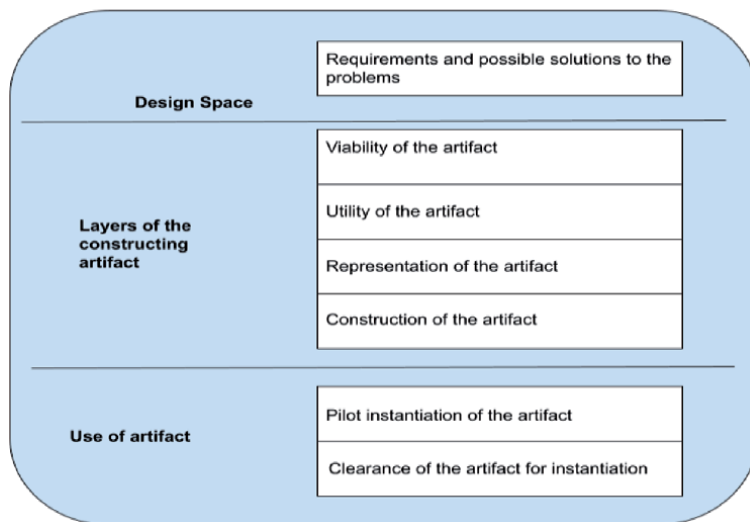 Requirements and possible solutions to the
problems
Design Space
Viability of the artifact
Utility of the artifact
Layers of the
constructing
artifact
Representation of the artifact
Construction of the artifact
Pilot instantiation of the artifact
Use of artifact
Clearance of the artifact for instantiation